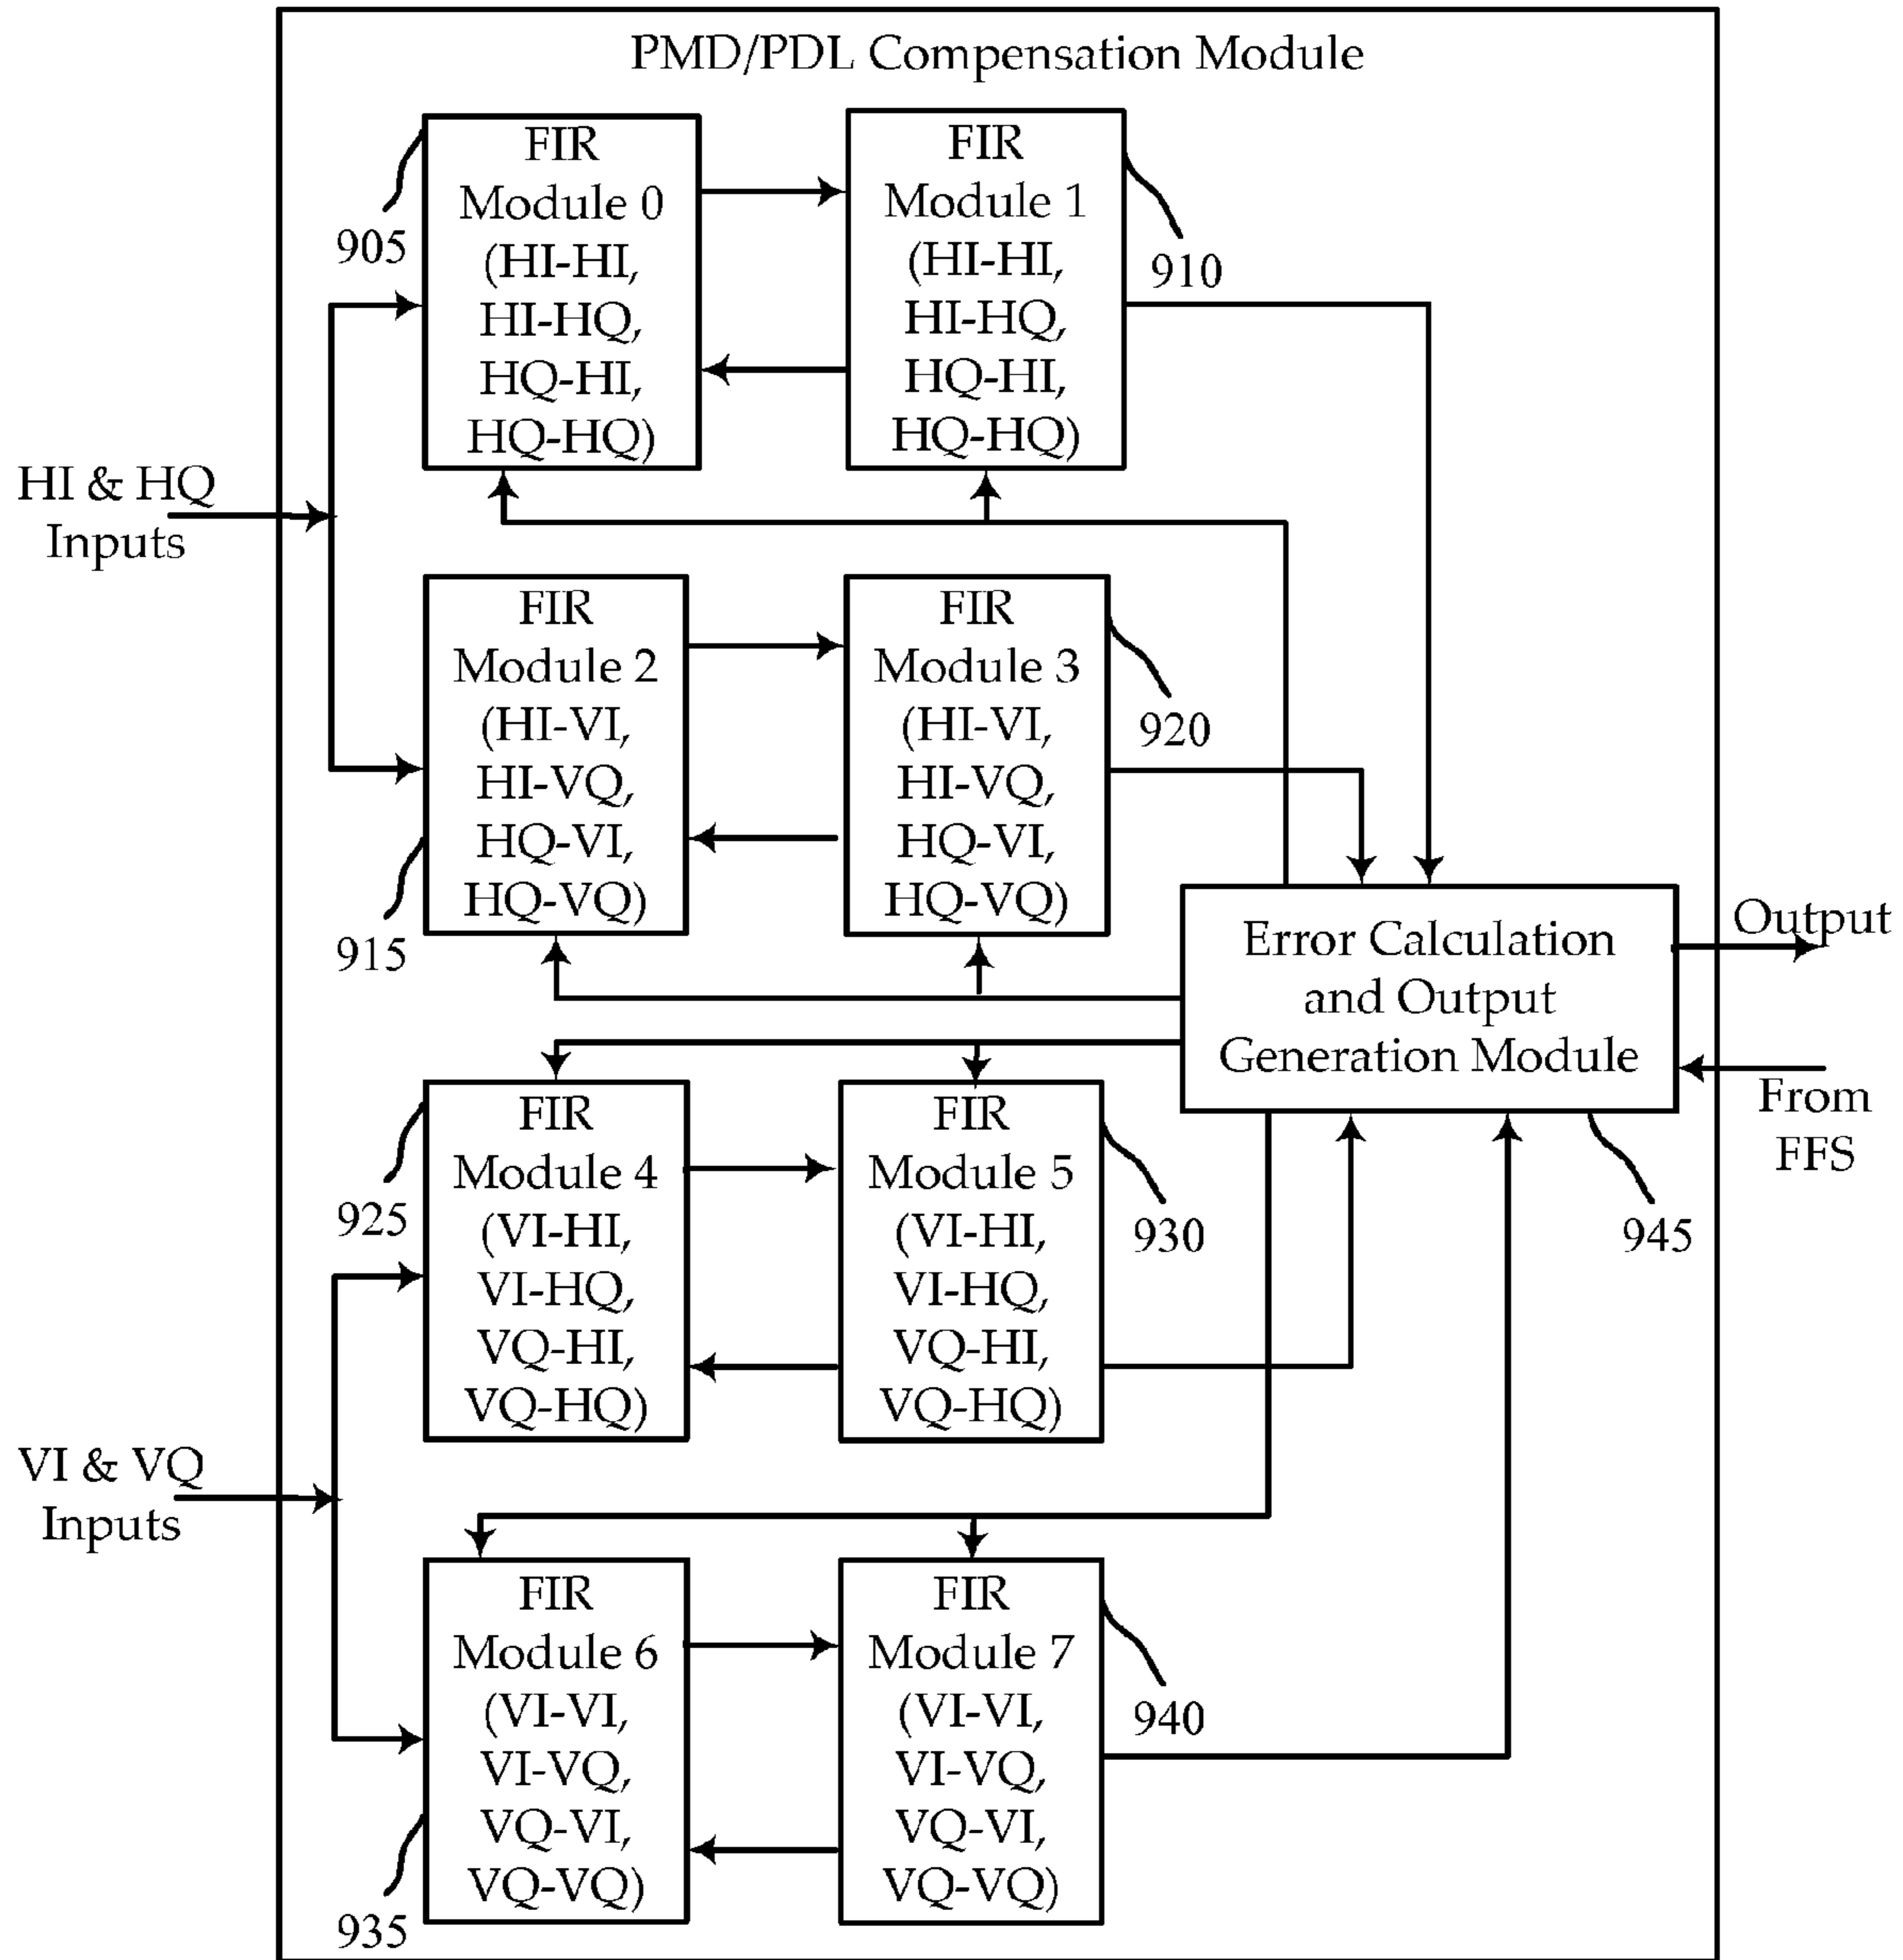 PMD/PDL Compensation Module
FIR
Module 0
(HI-HI,
HI-HQ,
HQ-HI,
HQ-HQ)
905
FIR
Module 1
(HI-HI,
HI-HQ,
HQ-HI,
HQ-HQ)
910
HI & HQ
Inputs
FIR
Module 2
(HI-VI,
HI-VQ,
HQ-VI,
HQ-VQ)
915
FIR
Module 3
(HI-VI,
HI-VQ,
HQ-VI,
HQ-VQ)
920
Error Calculation
and Output
Generation Module
945
Output
From
FFS
FIR
Module 4
(VI-HI,
VI-HQ,
VQ-HI,
VQ-HQ)
925
FIR
Module 5
(VI-HI,
VI-HQ,
VQ-HI,
VQ-HQ)
930
VI & VQ
Inputs
FIR
Module 6
(VI-VI,
VI-VQ,
VQ-VI,
VQ-VQ)
935
FIR
Module 7
(VI-VI,
VI-VQ,
VQ-VI,
VQ-VQ)
940